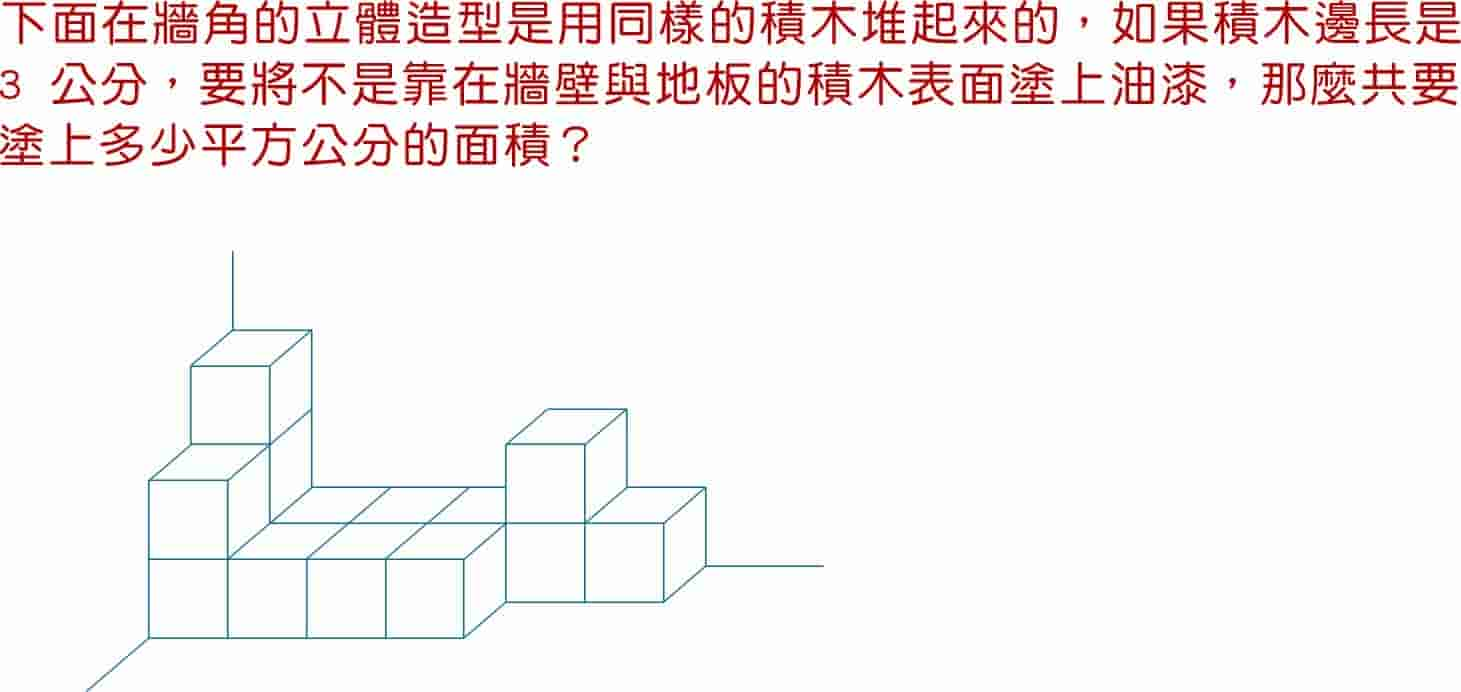 下面在牆角的立體造型是用同樣的積木堆起來的，如果積木邊長是
3 公分，要將不是靠在牆壁與地板的積木表面塗上油漆，那麼共要
塗上多少平方公分的面積？